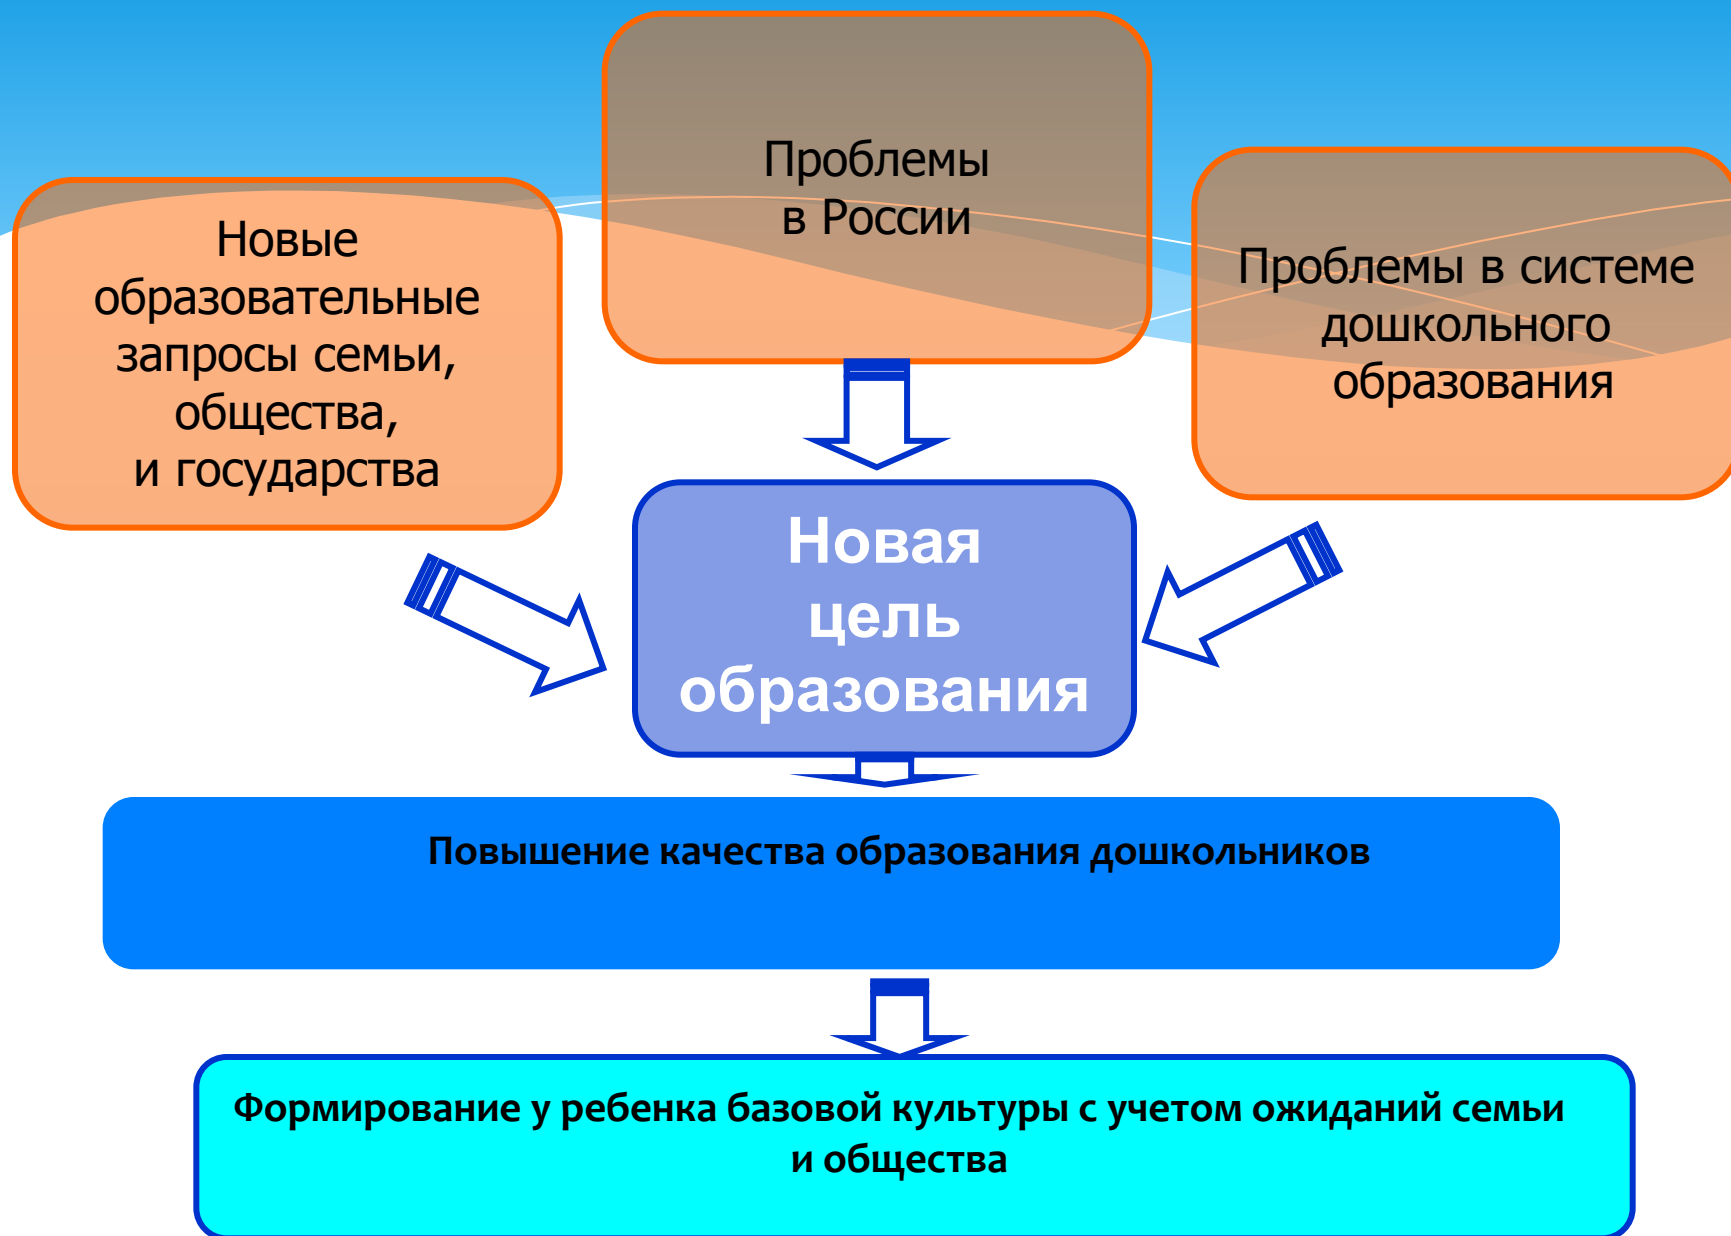 Проблемы
в России
Новые
образовательные
запросы семьи,
общества,
и государства
Проблемы в системе
дошкольного
образования
Новая
цель
образования
Повышение качества образования дошкольников
Формирование у ребенка базовой культуры с учетом ожиданий семьи
и общества